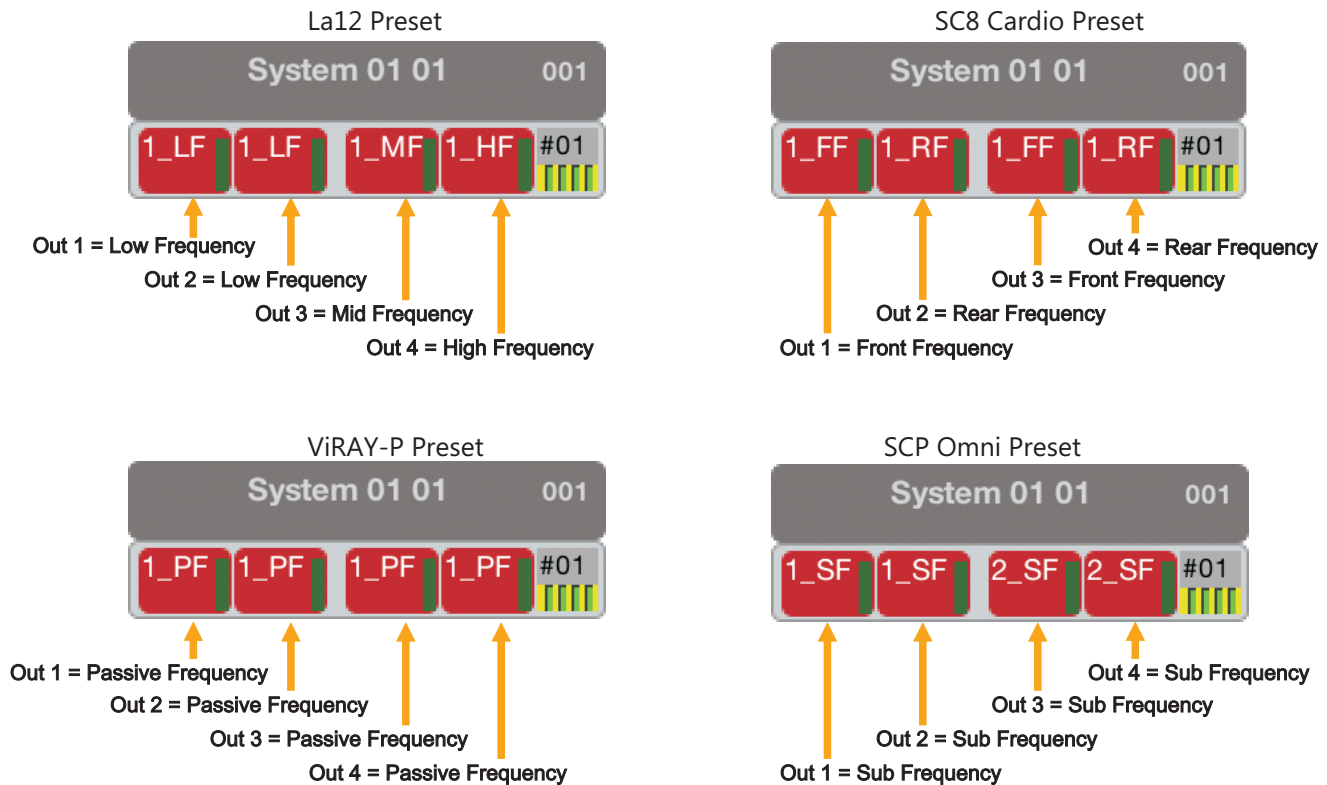 La12 Preset
System 01 01 001
1_LF 1_LF 1_MF 1_HF #01
Out 1 = Low Frequency
Out 2 = Low Frequency
Out 3 = Mid Frequency
Out 4 = High Frequency
SC8 Cardio Preset
System 01 01 001
1_FF 1_RF 1_FF 1_RF #01
Out 4 = Rear Frequency
Out 3 = Front Frequency
Out 2 = Rear Frequency
Out 1 = Front Frequency
ViRAY-P Preset
System 01 01 001
1_PF 1_PF 1_PF 1_PF #01
Out 1 = Passive Frequency
Out 2 = Passive Frequency
Out 3 = Passive Frequency
Out 4 = Passive Frequency
SCP Omni Preset
System 01 01 001
1_SF 1_SF 2_SF 2_SF #01
Out 4 = Sub Frequency
Out 3 = Sub Frequency
Out 2 = Sub Frequency
Out 1 = Sub Frequency